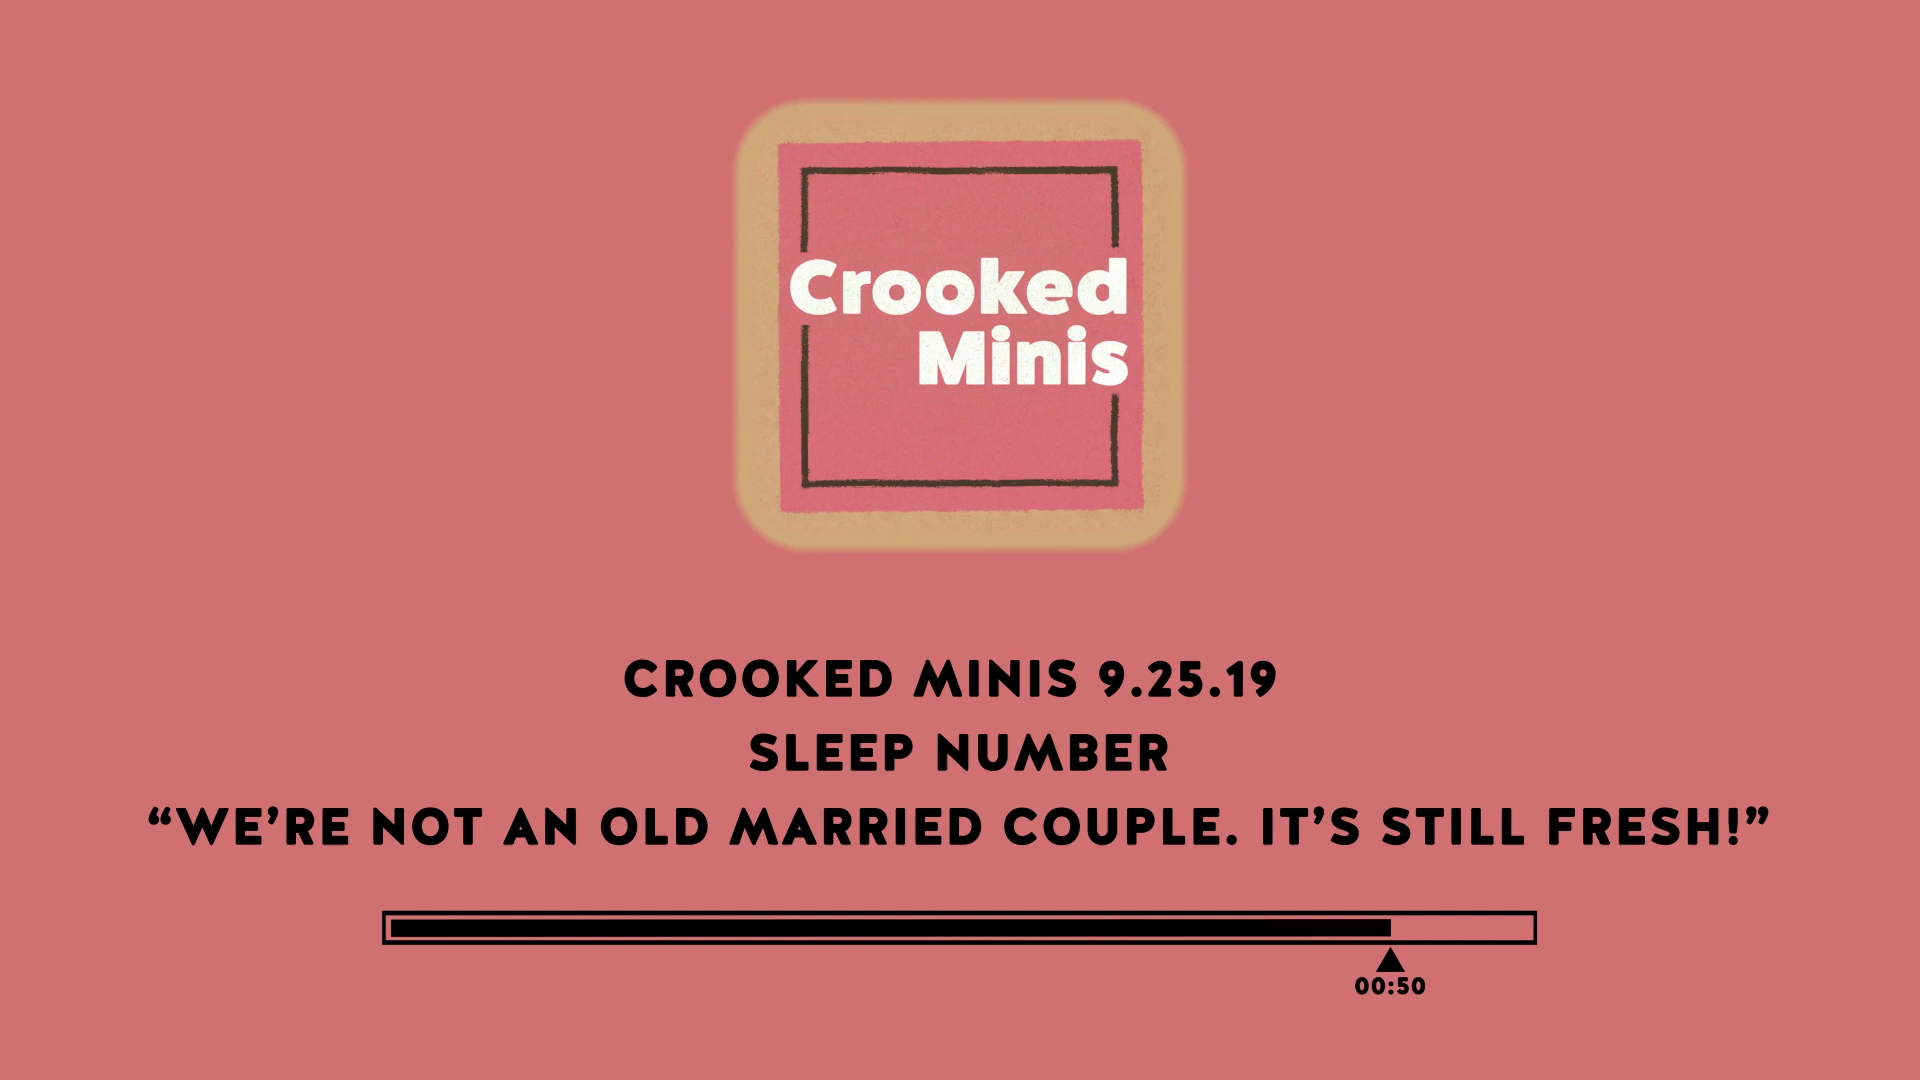 Crooked
Minis
CROOKED MINIS 9.25.19
SLEEP NUMBER
“WE’RE NOT AN OLD MARRIED COUPLE. IT’S STILL FRESH!”
00:50